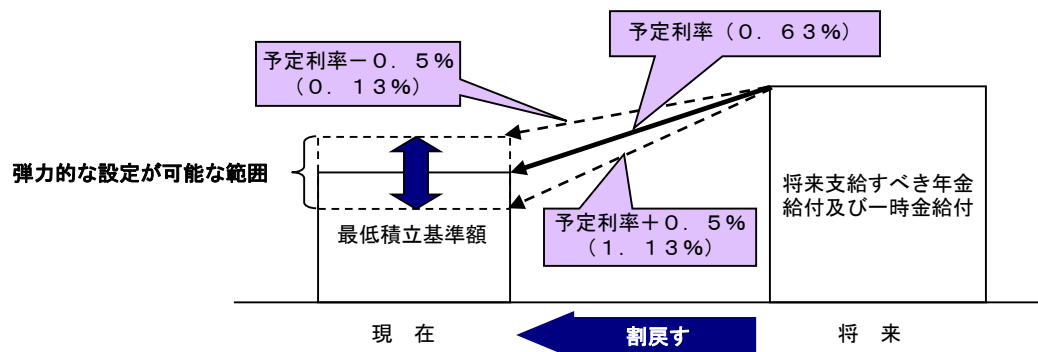 予定利率－０．５％
（０．１３％）
予定利率（０．６３％）
弾力的な設定が可能な範囲
最低積立基準額
予定利率＋０．５％
（１．１３％）
将来支給すべき年金
給付及び一時金給付
現　在
割戻す
将　来